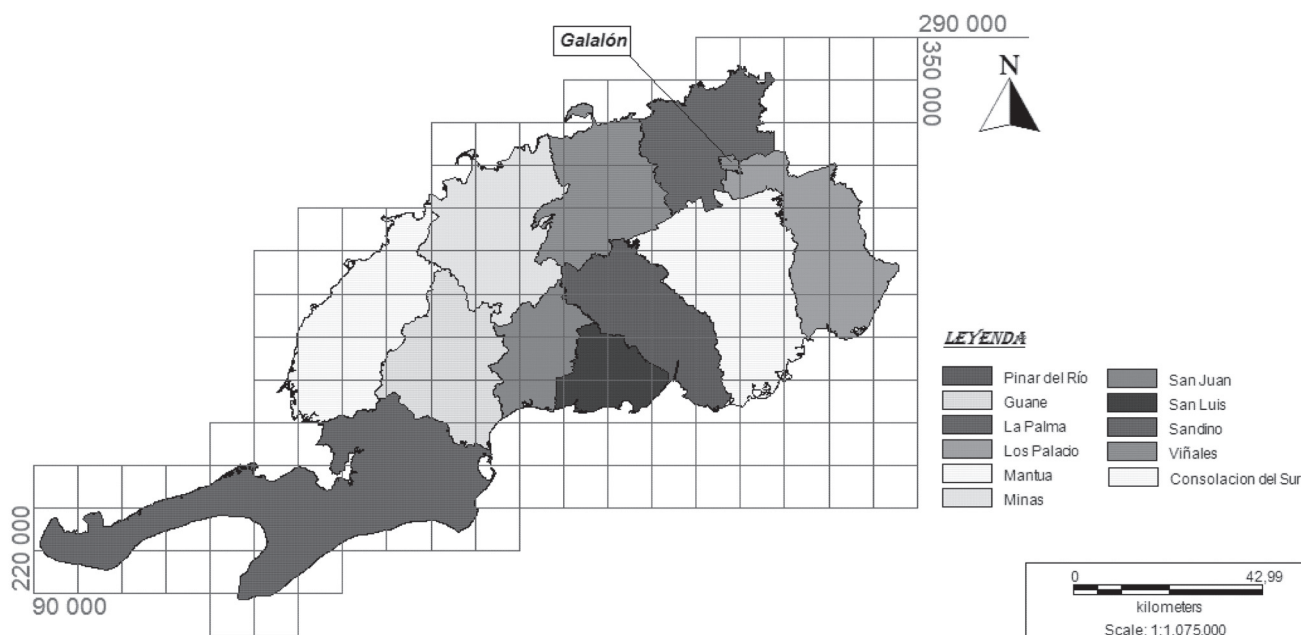 290 000
Galalón
350 000
N
LEYENDA
Pinar del Río
Guane
La Palma
Los Palacio
Mantua
Minas
San Juan
San Luis
Sandino
Viñales
Consolacion del Sur
220 000
90 000
0 42,99
kilometers
Scale: 1:1.075.000